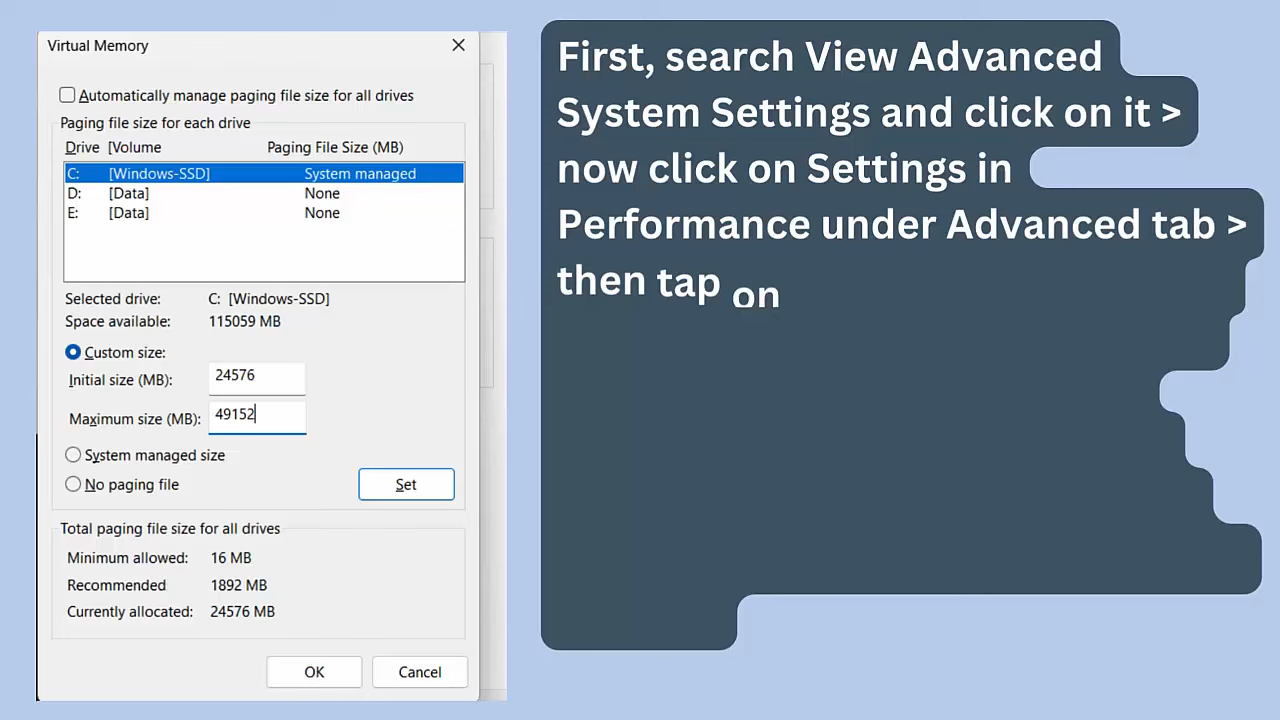 Virtual Memory
Automatically manage paging file size for all drives
Paging file size for each drive
Drive [Volume Paging File Size (MB)
C: [Windows-SSD] System managed
D: [Data] None
E: [Data] None
Selected drive: C: [Windows-SSD]
Space available: 115059 MB
Custom size:
Initial size (MB): 24576
Maximum size (MB): 49152
System managed size
No paging file
Set
Total paging file size for all drives
Minimum allowed: 16 MB
Recommended 1892 MB
Currently allocated: 24576 MB
OK Cancel
First, search View Advanced
System Settings and click on it >
now click on Settings in
Performance under Advanced tab >
then tap on